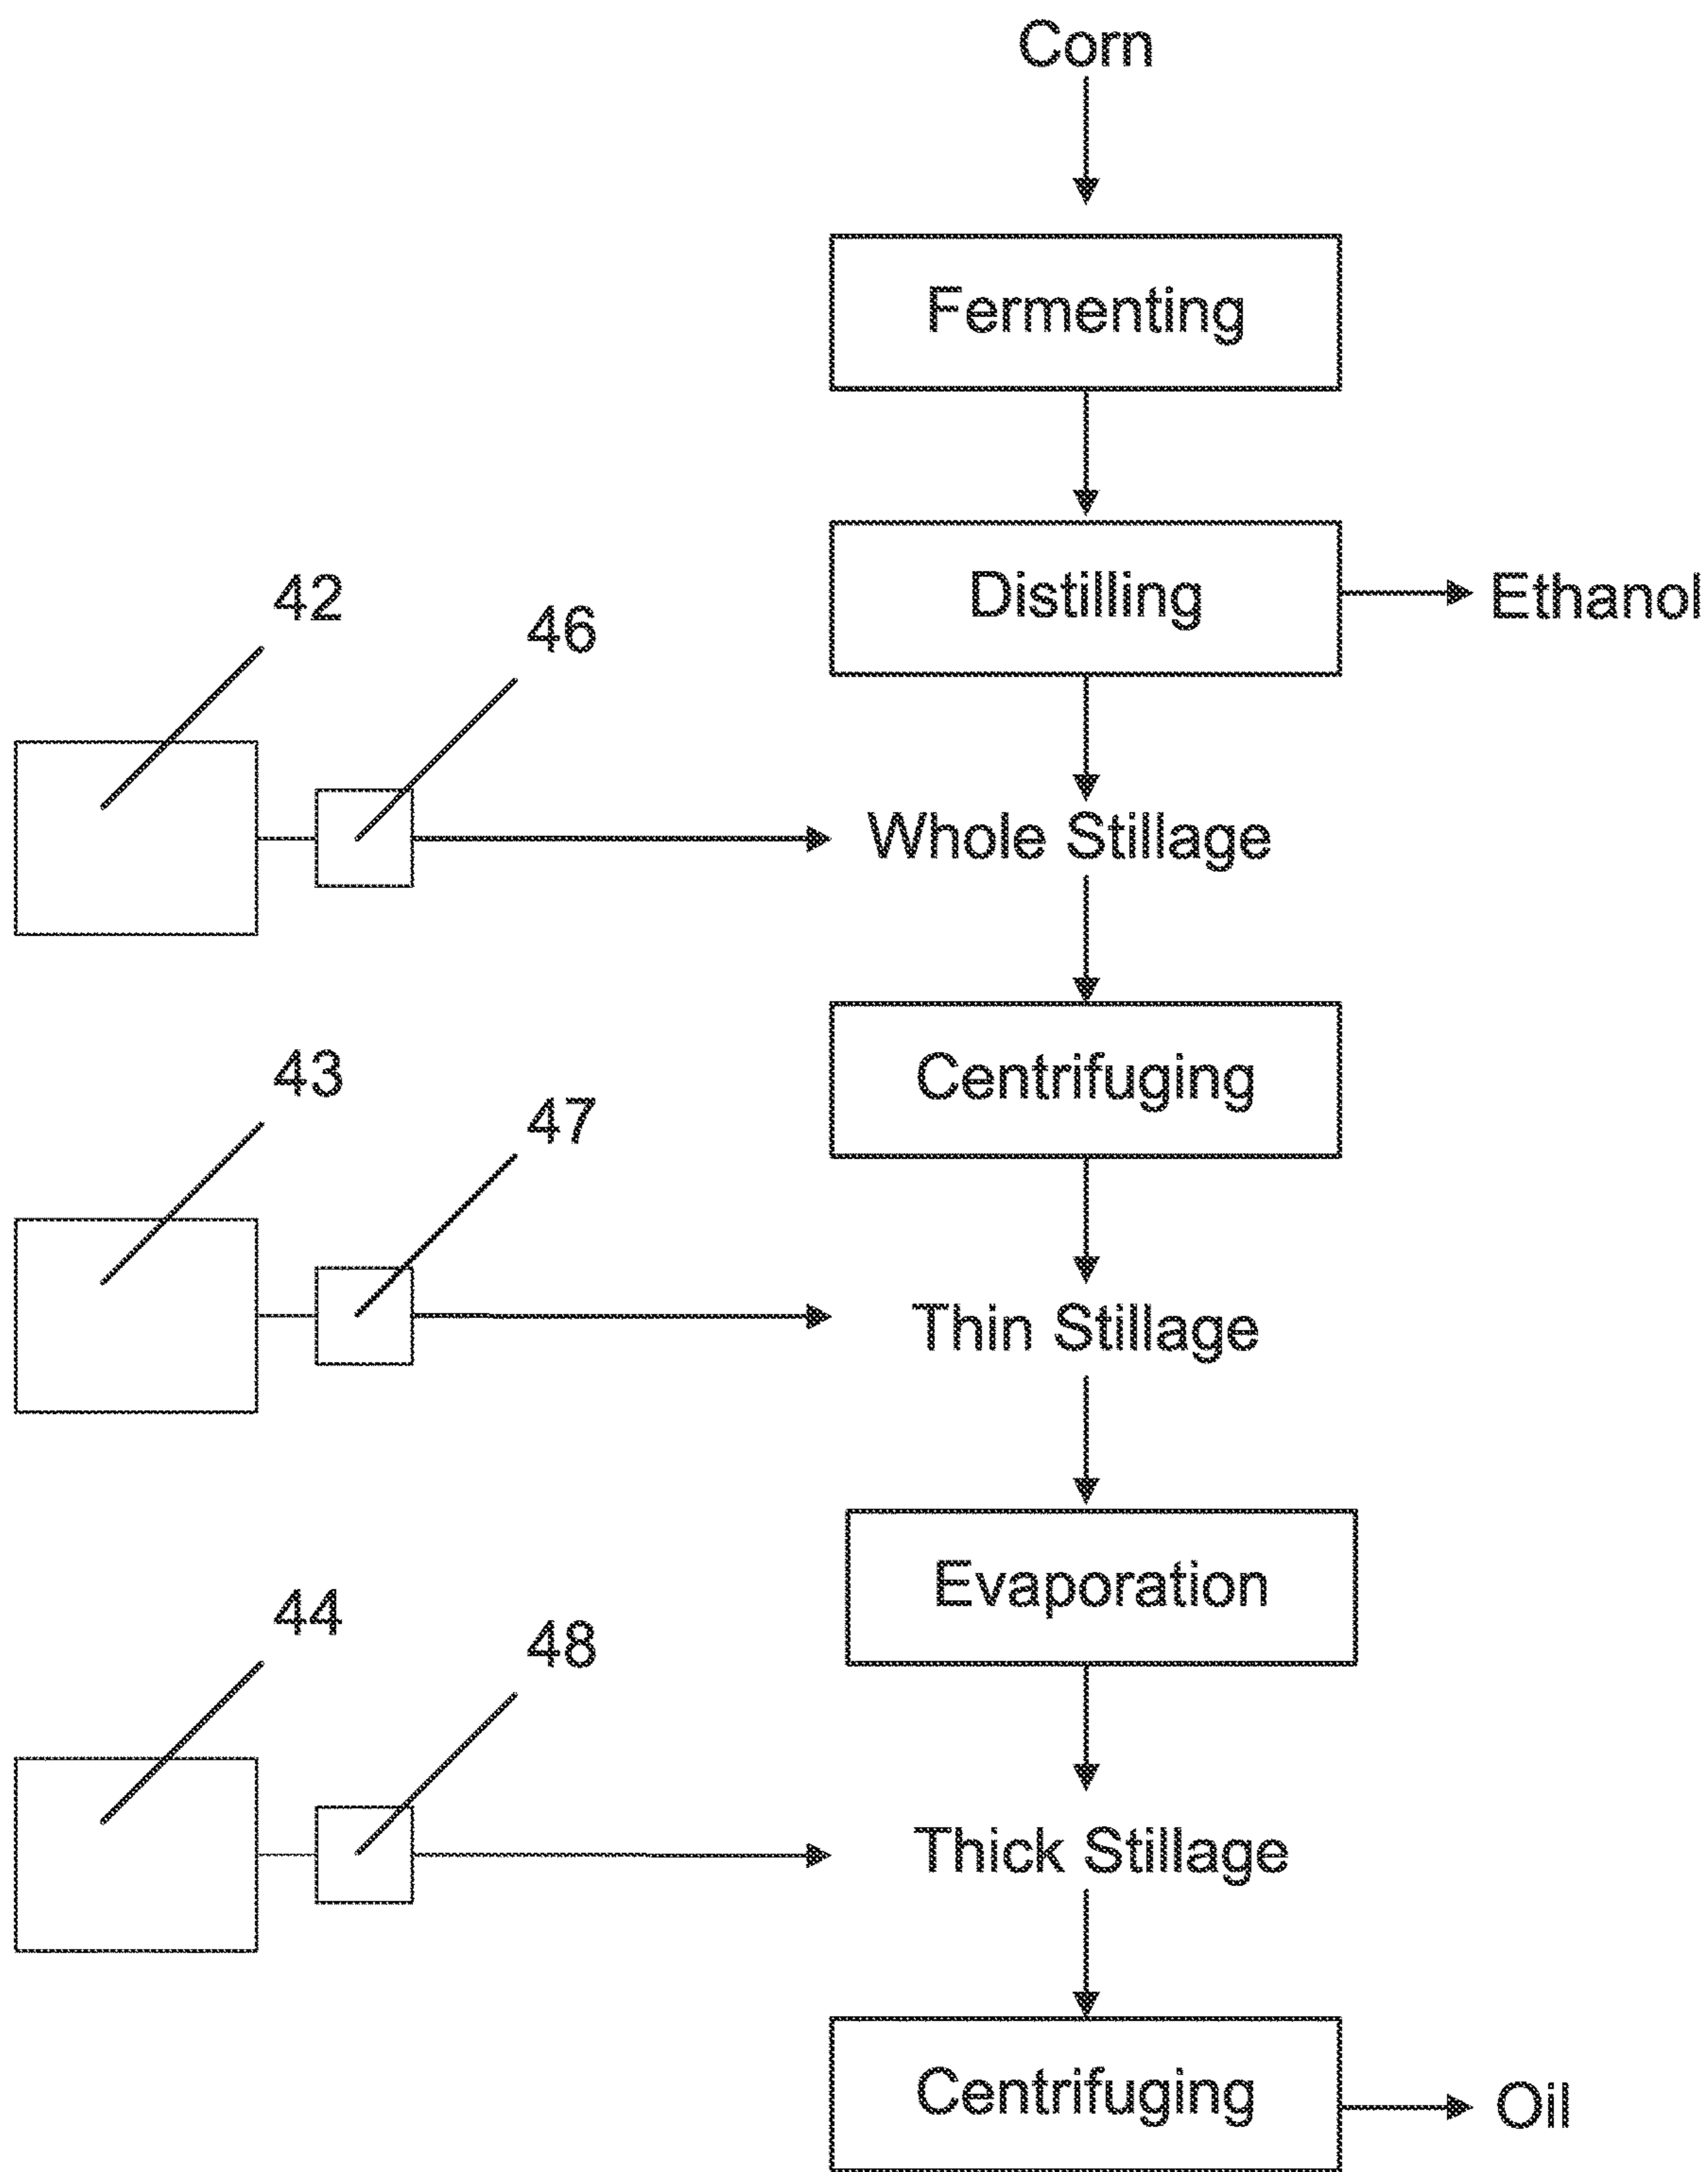 Corn
Fermenting
Distilling
Ethanol
42
46
Whole Stillage
Centrifuging
43
47
Thin Stillage
Evaporation
44
48
Thick Stillage
Centrifuging
Oil